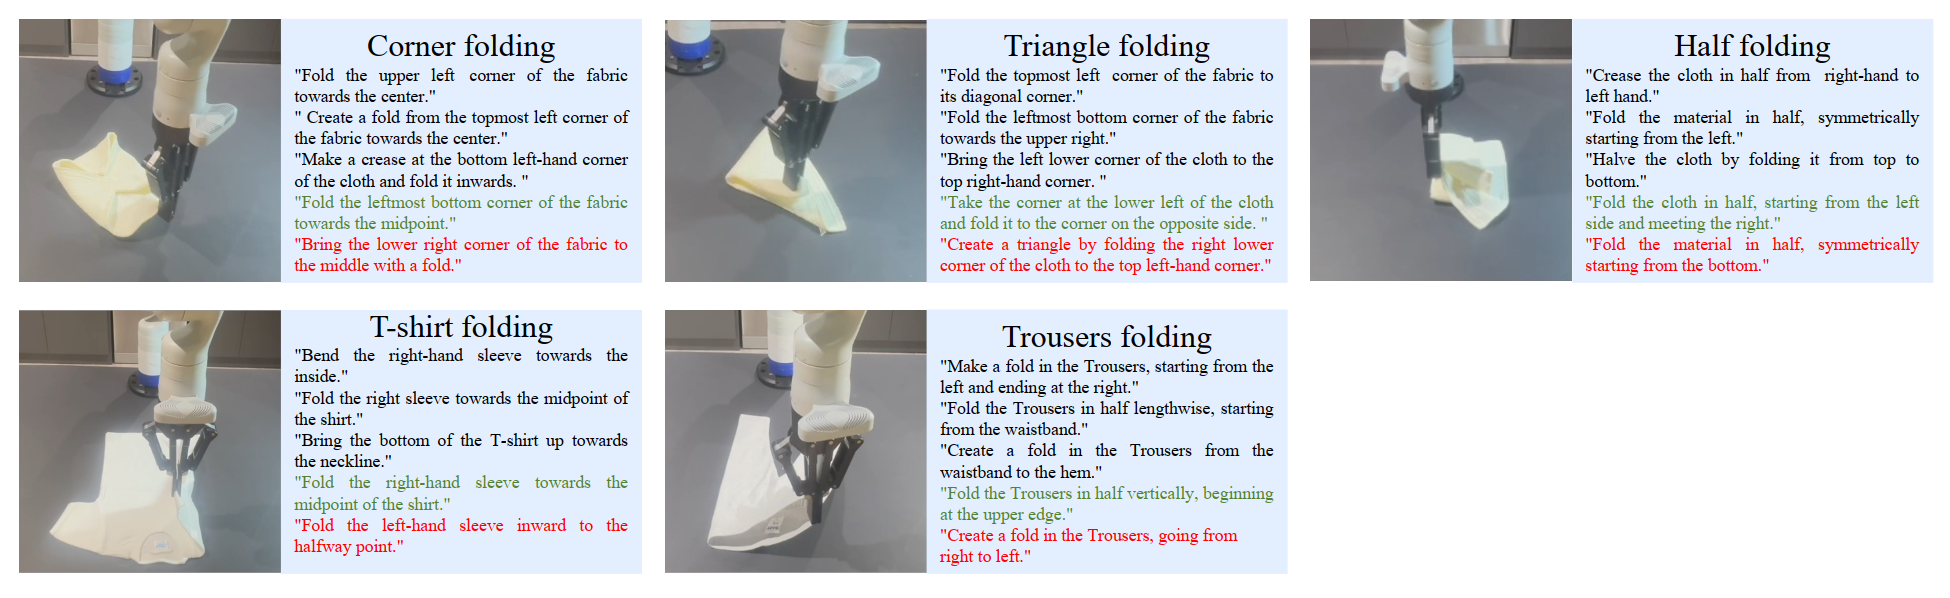 Corner folding
"Fold the upper left corner of the fabric
towards the center."
" Create a fold from the topmost left corner of
the fabric towards the center."
"Make a crease at the bottom left-hand corner
of the cloth and fold it inwards. "
"Fold the leftmost bottom corner of the fabric
towards the midpoint."
"Bring the lower right corner of the fabric to
the middle with a fold."
Triangle folding
"Fold the topmost left corner of the fabric to
its diagonal corner."
"Fold the leftmost bottom corner of the fabric
towards the upper right."
"Bring the left lower corner of the cloth to the
top right-hand corner. "
"Take the corner at the lower left of the cloth
and fold it to the corner on the opposite side. "
"Create a triangle by folding the right lower
corner of the cloth to the top left-hand corner."
Half folding
"Crease the cloth in half from right-hand to
left hand."
"Fold the material in half, symmetrically
starting from the left."
"Halve the cloth by folding it from top to
bottom."
"Fold the cloth in half, starting from the left
side and meeting the right."
"Fold the material in half, symmetrically
starting from the bottom."
T-shirt folding
"Bend the right-hand sleeve towards the
inside."
"Fold the right sleeve towards the midpoint of
the shirt."
"Bring the bottom of the T-shirt up towards
the neckline."
"Fold the right-hand sleeve towards the
midpoint of the shirt."
"Fold the left-hand sleeve inward to the
halfway point."
Trousers folding
"Make a fold in the Trousers, starting from the
left and ending at the right."
"Fold the Trousers in half lengthwise, starting
from the waistband."
"Create a fold in the Trousers from the
waistband to the hem."
"Fold the Trousers in half vertically, beginning
at the upper edge."
"Create a fold in the Trousers, going from
right to left."